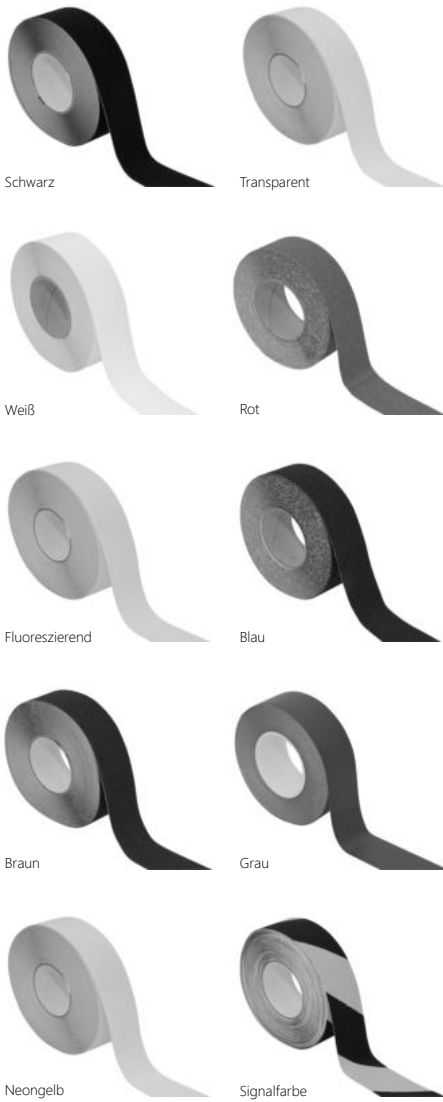 Schwarz
Transparent
Weiß
Rot
Fluoreszierend
Blau
Braun
Grau
Neongelb
Signalfarbe